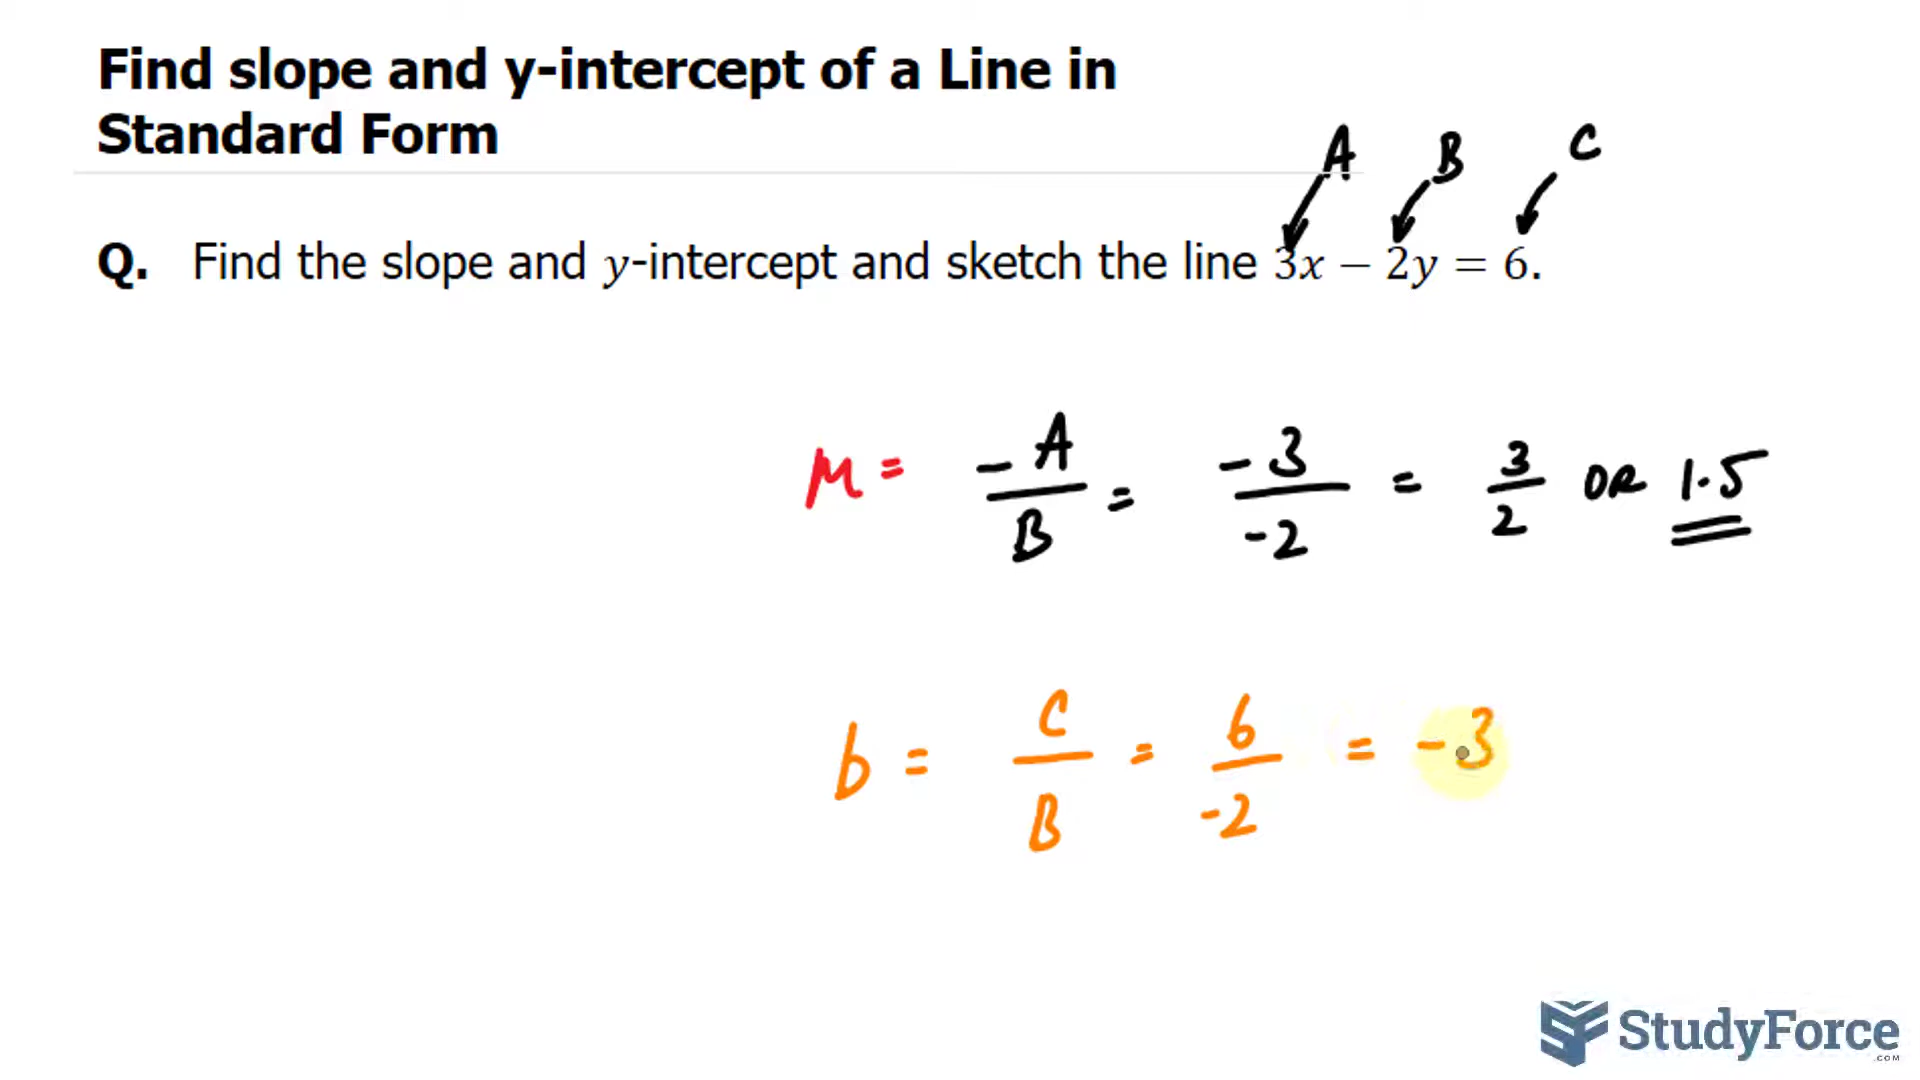 Find slope and y-intercept of a Line in
Standard Form
A B C
Q. Find the slope and y-intercept and sketch the line 3x − 2y = 6.
M = -A/B = -3/-2 = 3/2 OR 1.5
b = C/B = 6/-2 = -3
StudyForce
.COM